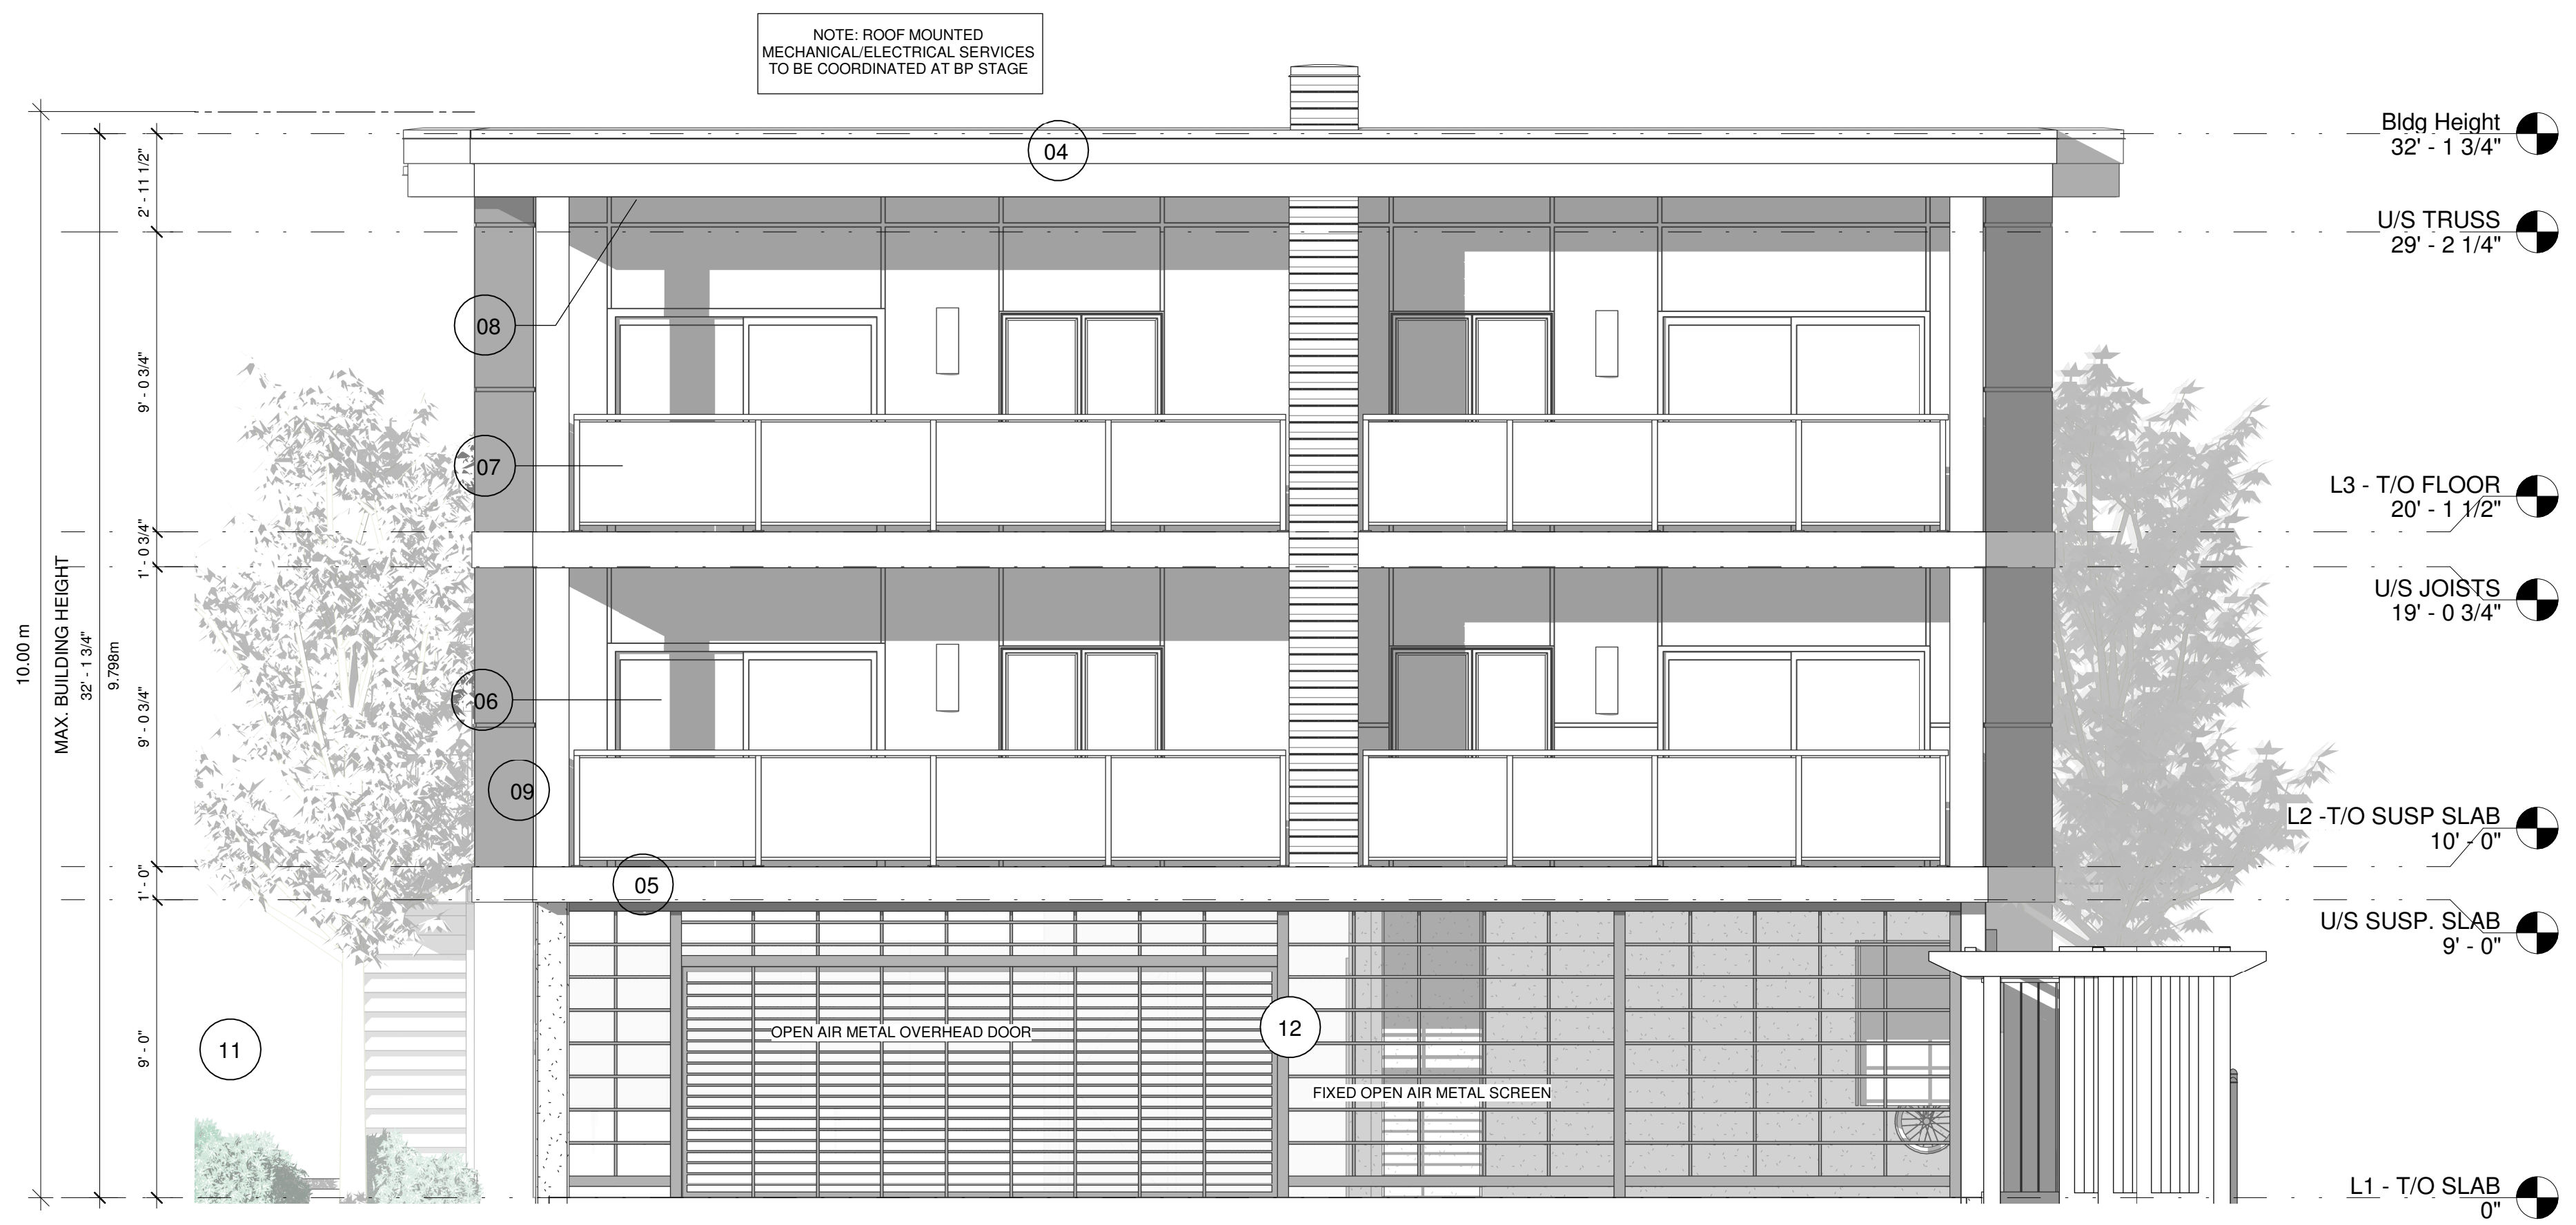 NOTE: ROOF MOUNTED
MECHANICAL/ELECTRICAL SERVICES
TO BE COORDINATED AT BP STAGE
Bldg Height
32' - 1 3/4"
04
2' - 11 1/2"
U/S TRUSS
29' - 2 1/4"
08
9' - 0 3/4"
07
L3 - T/O FLOOR
20' - 1 1/2"
1' - 0 3/4"
U/S JOISTS
19' - 0 3/4"
10.00 m
MAX. BUILDING HEIGHT
32' - 1 3/4"
9.798m
9' - 0 3/4"
06
09
L2 -T/O SUSP SLAB
10' - 0"
1' - 0"
05
U/S SUSP. SLAB
9' - 0"
OPEN AIR METAL OVERHEAD DOOR
12
11
9' - 0"
FIXED OPEN AIR METAL SCREEN
L1 - T/O SLAB
0"